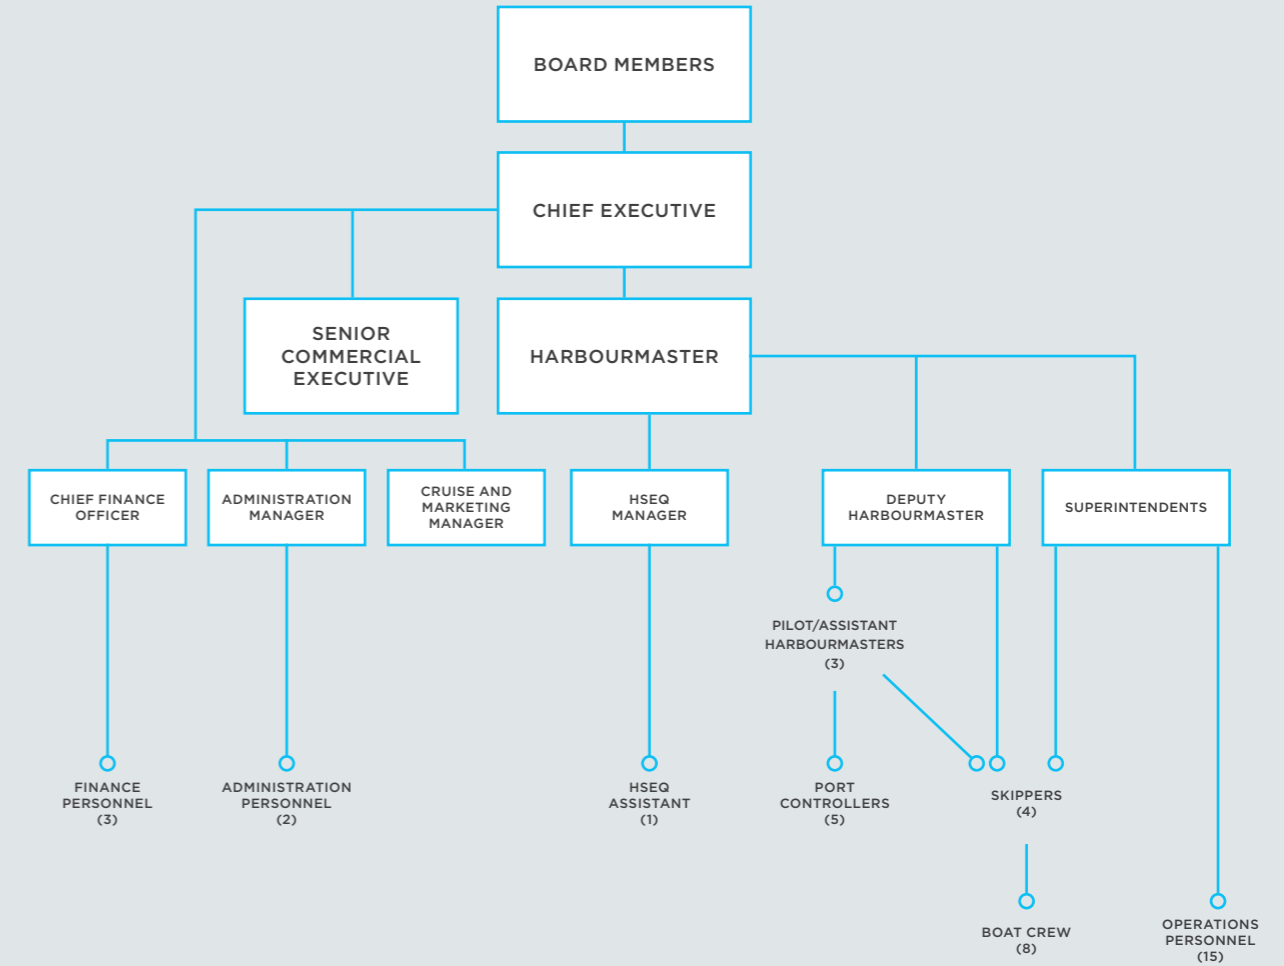 BOARD MEMBERS
CHIEF EXECUTIVE
SENIOR
COMMERCIAL
EXECUTIVE
HARBOURMASTER
CHIEF FINANCE
OFFICER
ADMINISTRATION
MANAGER
CRUISE AND
MARKETING
MANAGER
HSEQ
MANAGER
DEPUTY
HARBOURMASTER
SUPERINTENDENTS
PILOT/ASSISTANT
HARBOURMASTERS
(3)
FINANCE
PERSONNEL
(3)
ADMINISTRATION
PERSONNEL
(2)
HSEQ
ASSISTANT
(1)
PORT
CONTROLLERS
(5)
SKIPPERS
(4)
BOAT CREW
(8)
OPERATIONS
PERSONNEL
(15)